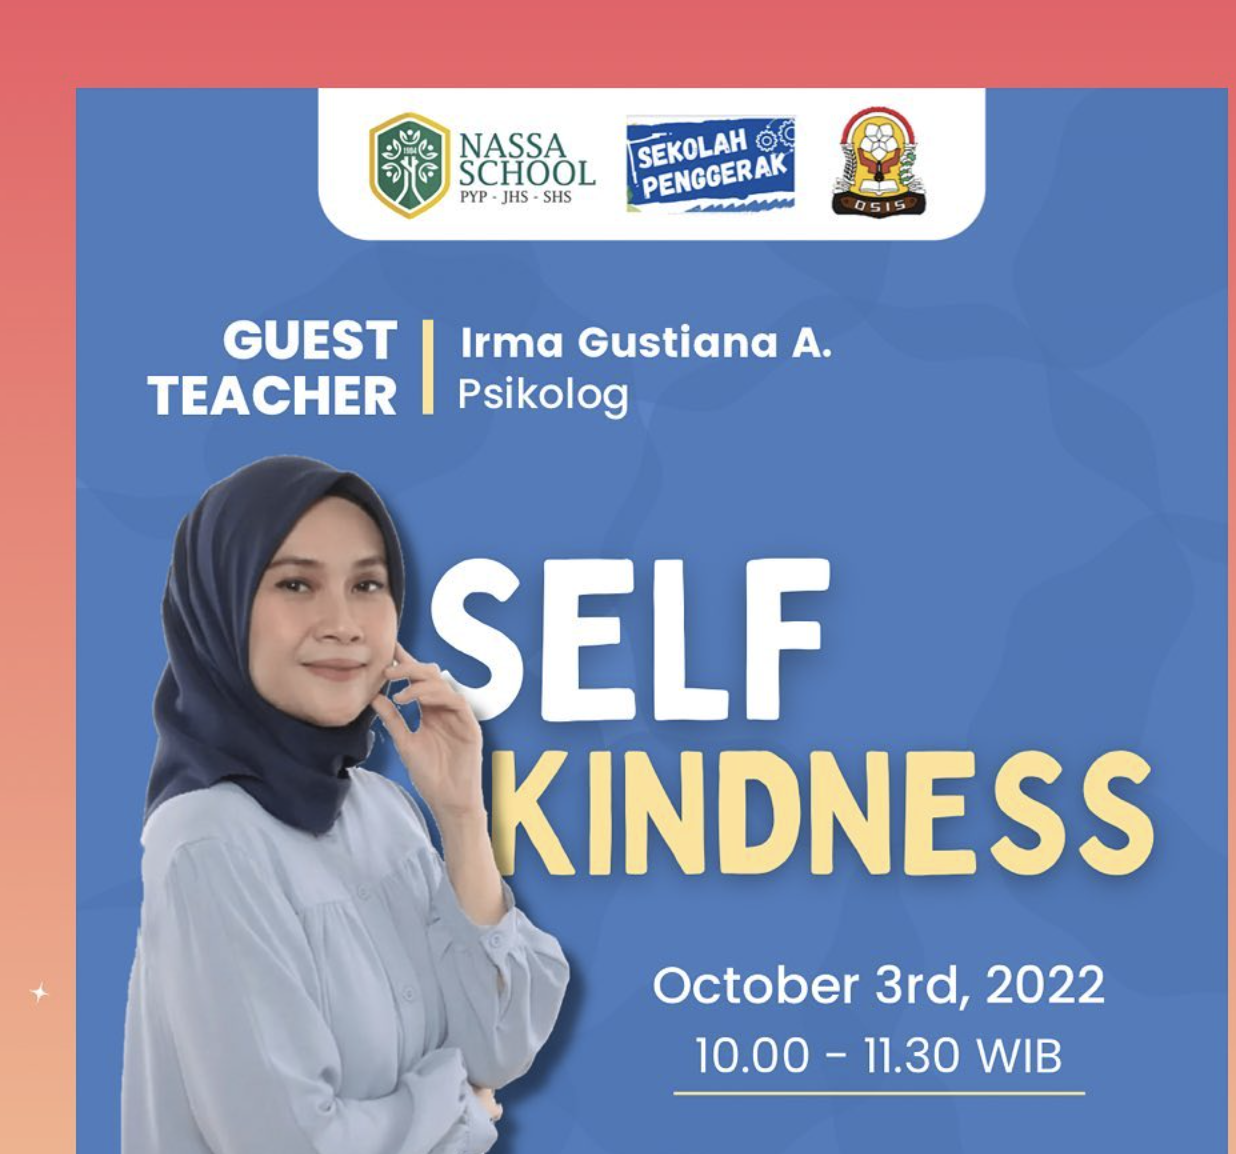 NASSA
SCHOOL
PYP - JHS - SHS
1984
SEKOLAH
PENGGERAK
OSIS
GUEST
TEACHER
Irma Gustiana A.
Psikolog
SELF
KINDNESS
October 3rd, 2022
10.00 - 11.30 WIB